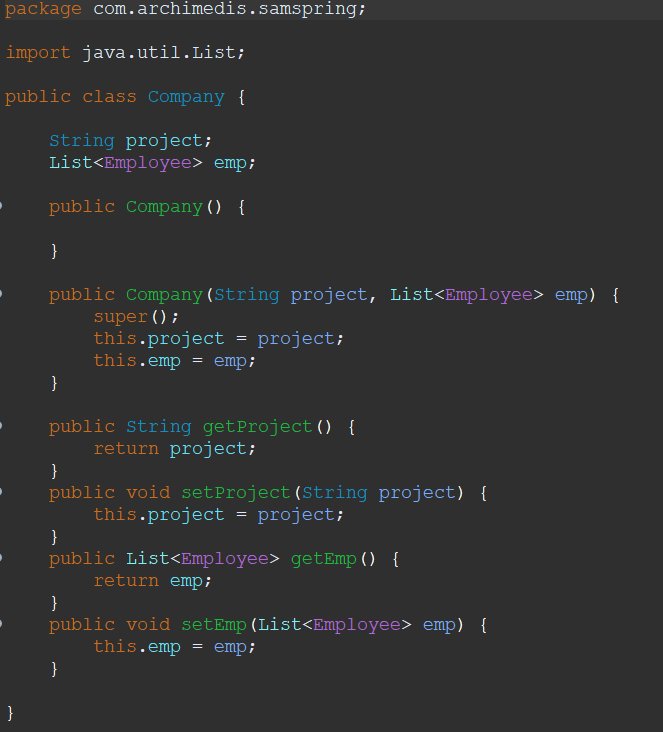 package com.archimedis.samspring;
import java.util.List;
public class Company {
String project;
List<Employee> emp;
public Company() {
}
public Company(String project, List<Employee> emp) {
super();
this.project = project;
this.emp = emp;
}
public String getProject() {
return project;
}
public void setProject(String project) {
this.project = project;
}
public List<Employee> getEmp() {
return emp;
}
public void setEmp(List<Employee> emp) {
this.emp = emp;
}
}